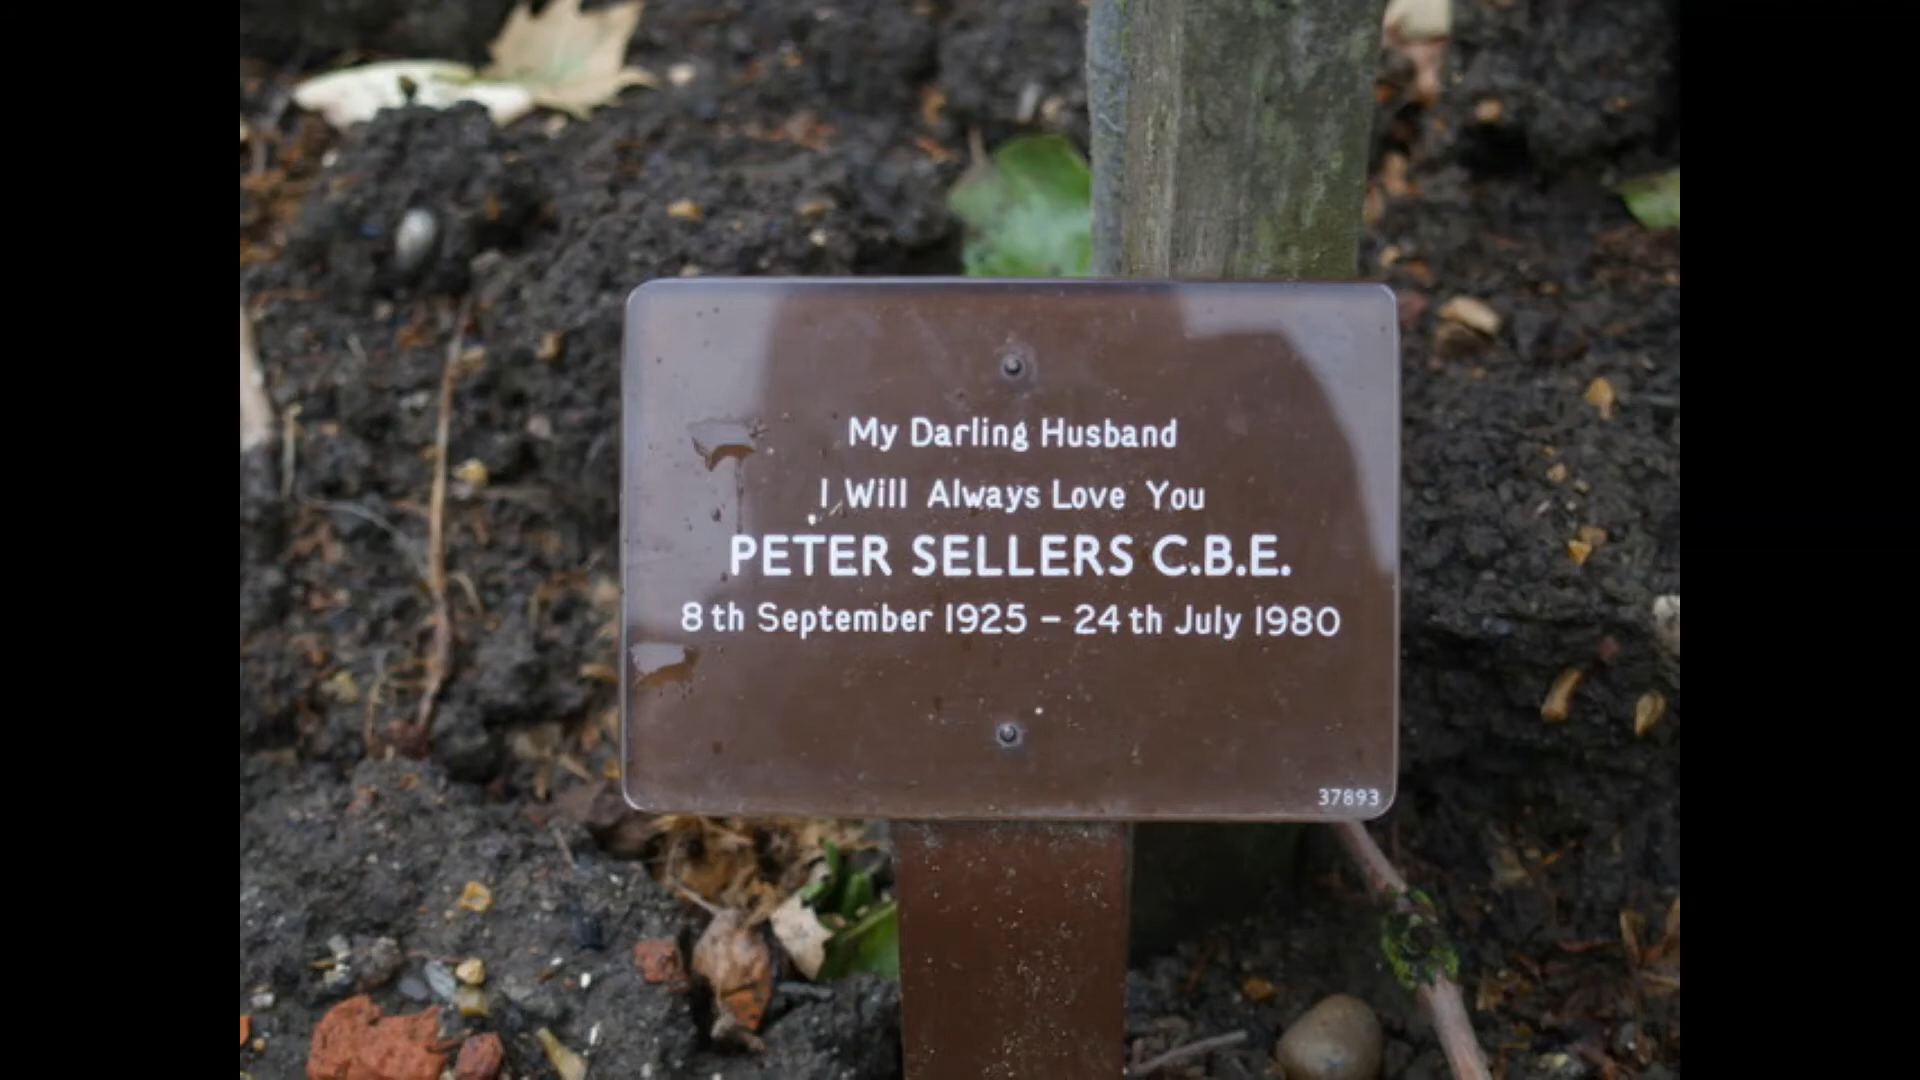 My Darling Husband
I Will Always Love You
PETER SELLERS C.B.E.
8th September 1925 – 24th July 1980
37893